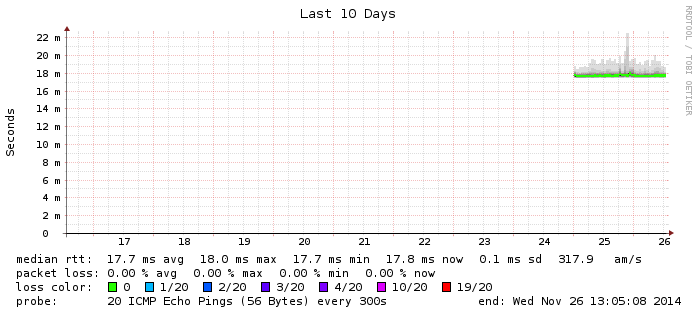 Last 10 Days
RRDTOOL / TOBI OETIKER
Seconds
22 m
20 m
18 m
16 m
14 m
12 m
10 m
8 m
6 m
4 m
2 m
0
17 18 19 20 21 22 23 24 25 26
median rtt: 17.7 ms avg 18.0 ms max 17.7 ms min 17.8 ms now 0.1 ms sd 317.9 am/s
packet loss: 0.00 % avg 0.00 % max 0.00 % min 0.00 % now
loss color: 0 1/20 2/20 3/20 4/20 10/20 19/20
probe: 20 ICMP Echo Pings (56 Bytes) every 300s end: Wed Nov 26 13:05:08 2014